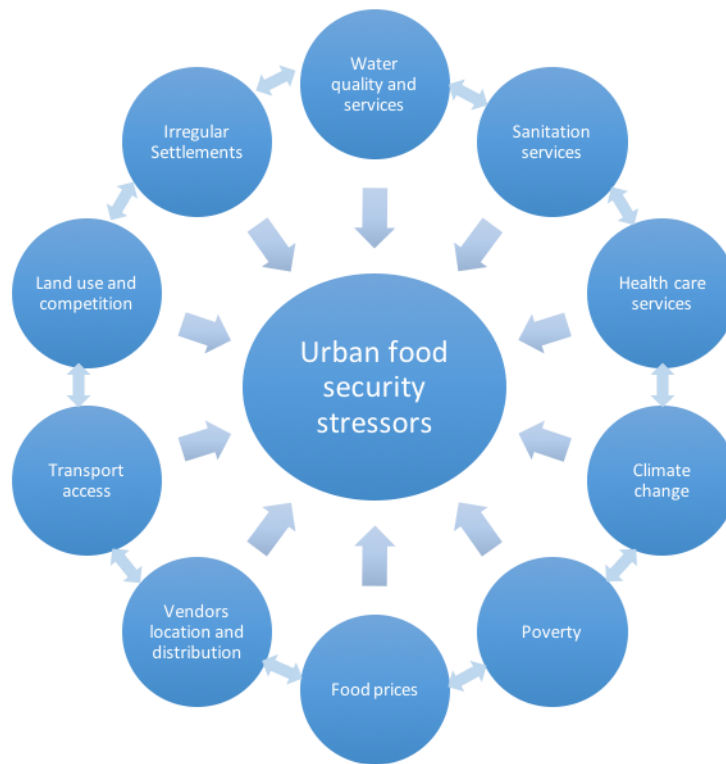 Water
quality and
services
Irregular
Settlements
Sanitation
services
Land use and
competition
Health care
services
Urban food
security
stressors
Transport
access
Climate
change
Vendors
location and
distribution
Poverty
Food prices